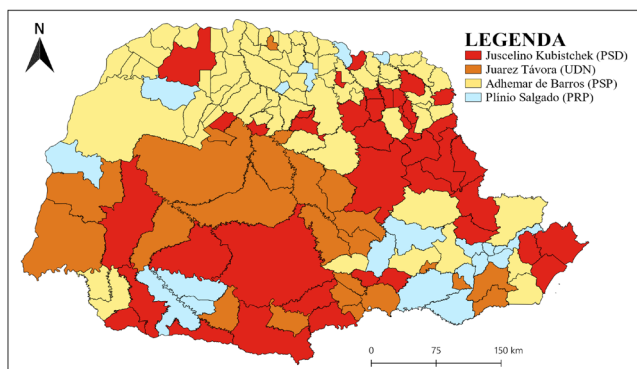 N
LEGENDA
Juscelino Kubistchek (PSD)
Juarez Távora (UDN)
Adhemar de Barros (PSP)
Plínio Salgado (PRP)
0 75 150 km